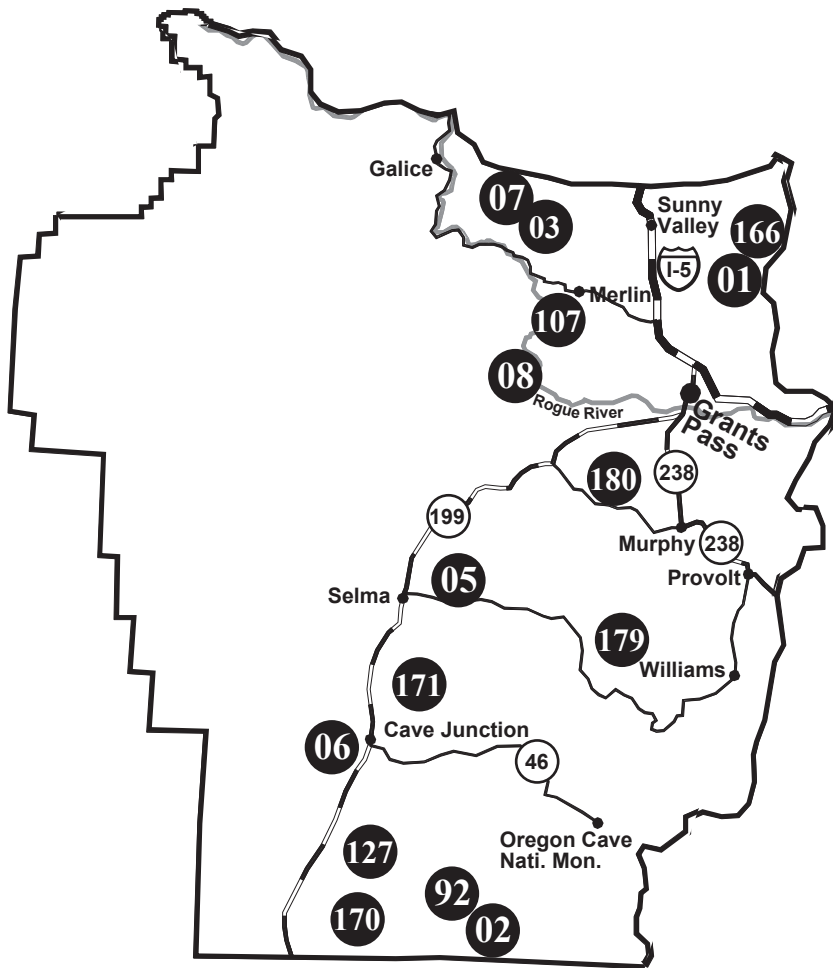 Galice
07
03
Sunny
Valley
166
I-5
01
Merlin
107
08
Rogue River
Grants
Pass
180
238
199
Murphy
238
Provolt
05
Selma
179
Williams
171
Cave Junction
06
46
Oregon Cave
Nati. Mon.
127
92
170
02